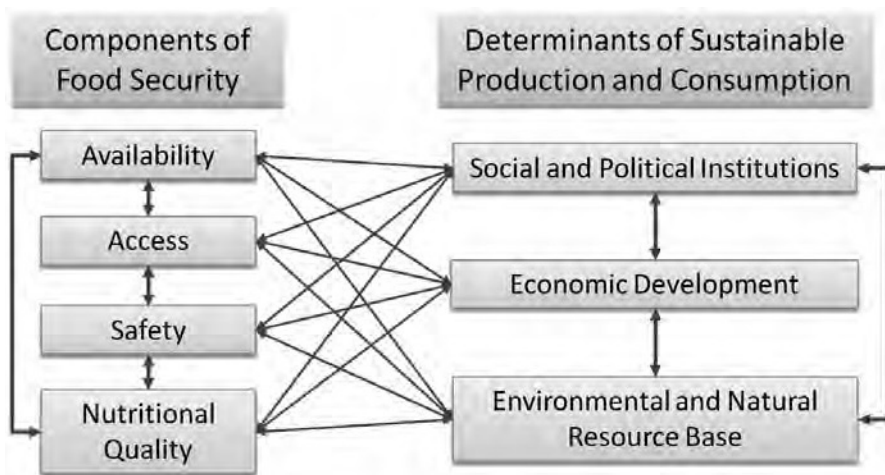 Components of
Food Security
Determinants of Sustainable
Production and Consumption
Availability
Access
Safety
Nutritional
Quality
Social and Political Institutions
Economic Development
Environmental and Natural
Resource Base